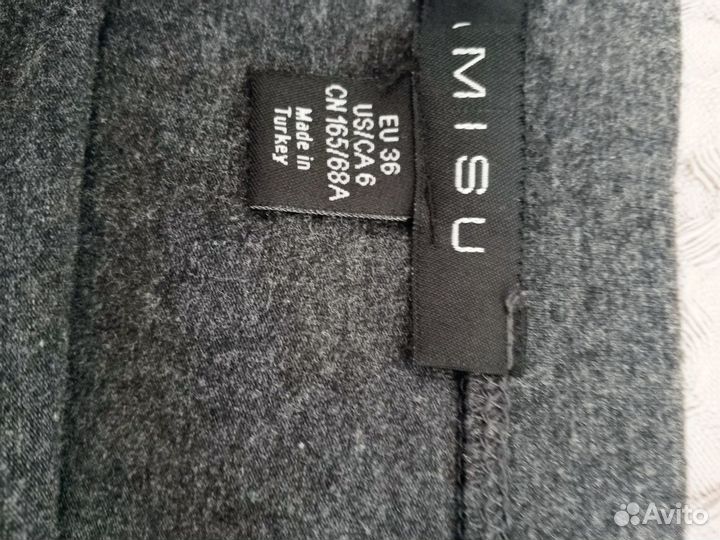 MISU
EU 36
US/CA 6
CN 165/68A
Made in
Turkey
Avito